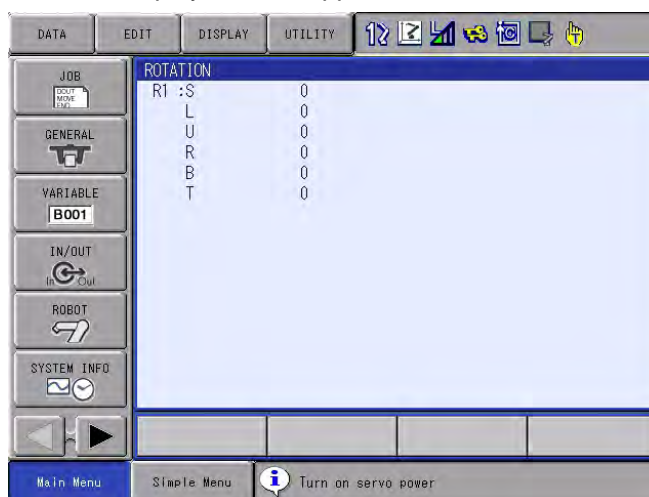 DATA EDIT DISPLAY UTILITY
JOB
DOUT
MOVE
END
GENERAL
VARIABLE
B001
IN/OUT
In Out
ROBOT
SYSTEM INFO
ROTATION
R1 :S 0
L 0
U 0
R 0
B 0
T 0
Main Menu Simple Menu Turn on servo power